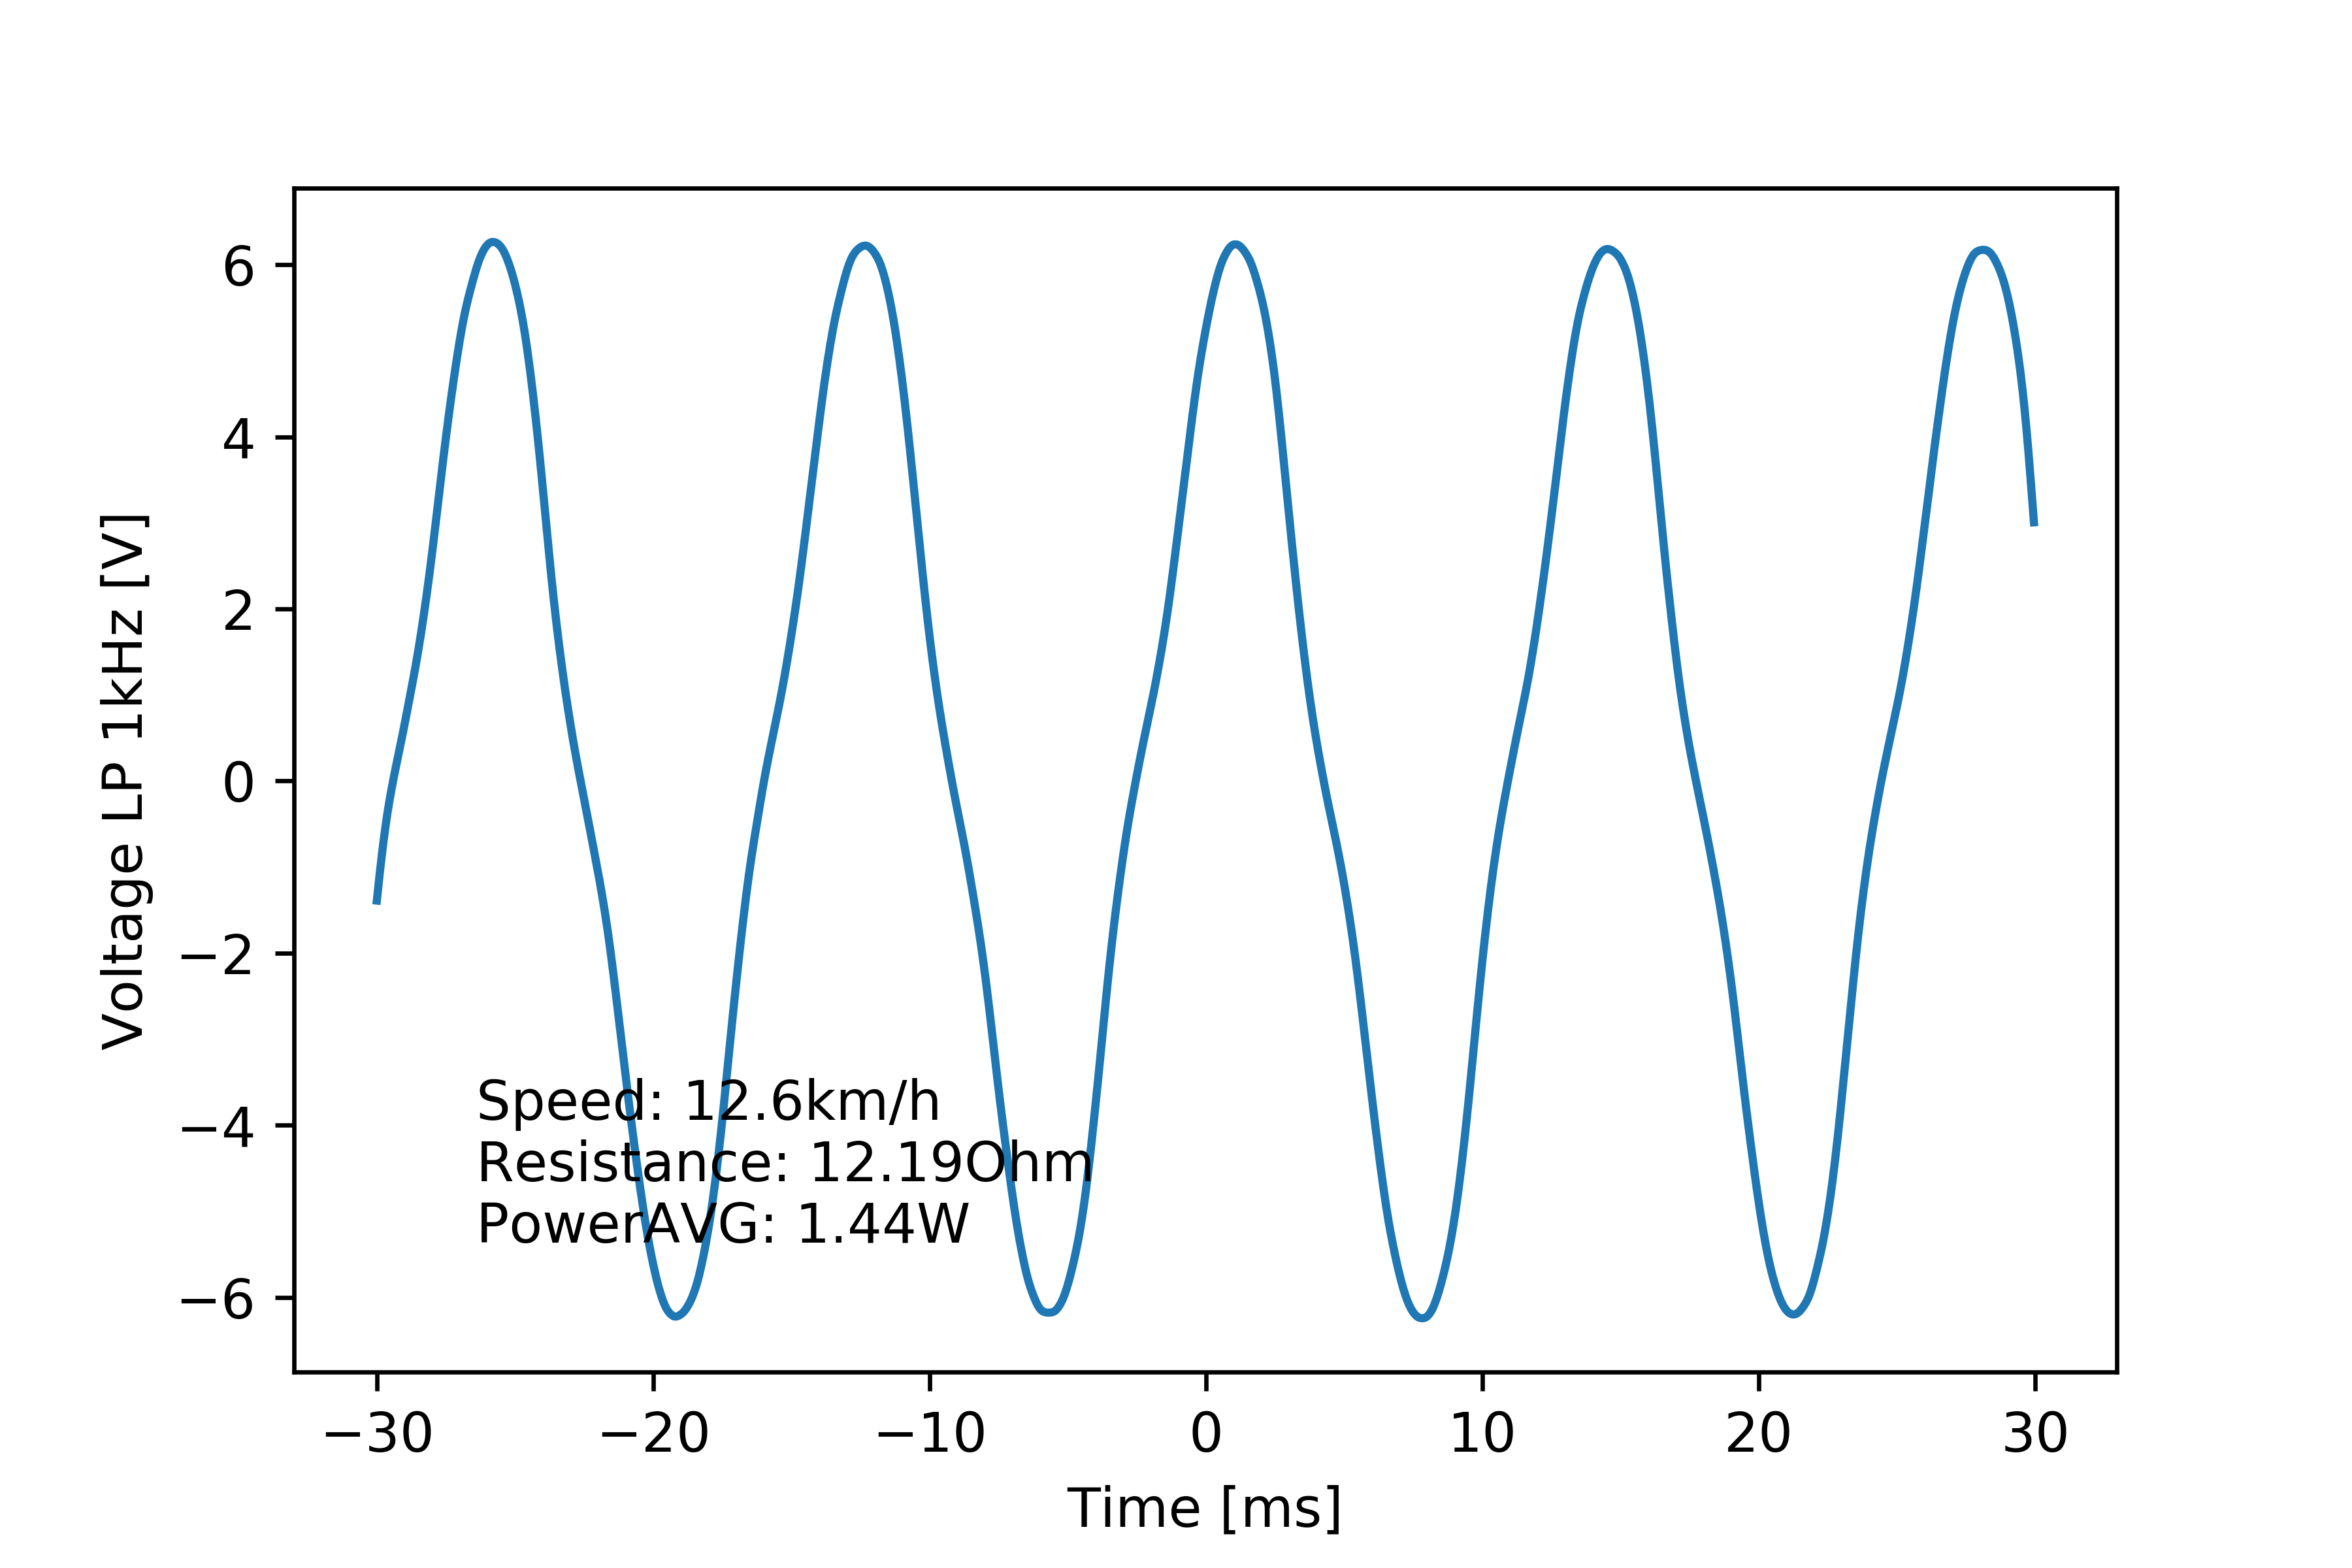 Voltage LP 1kHz [V]
6
4
2
0
−2
−4
−6
Speed: 12.6km/h
Resistance: 12.19Ohm
PowerAVG: 1.44W
−30 −20 −10 0 10 20 30
Time [ms]